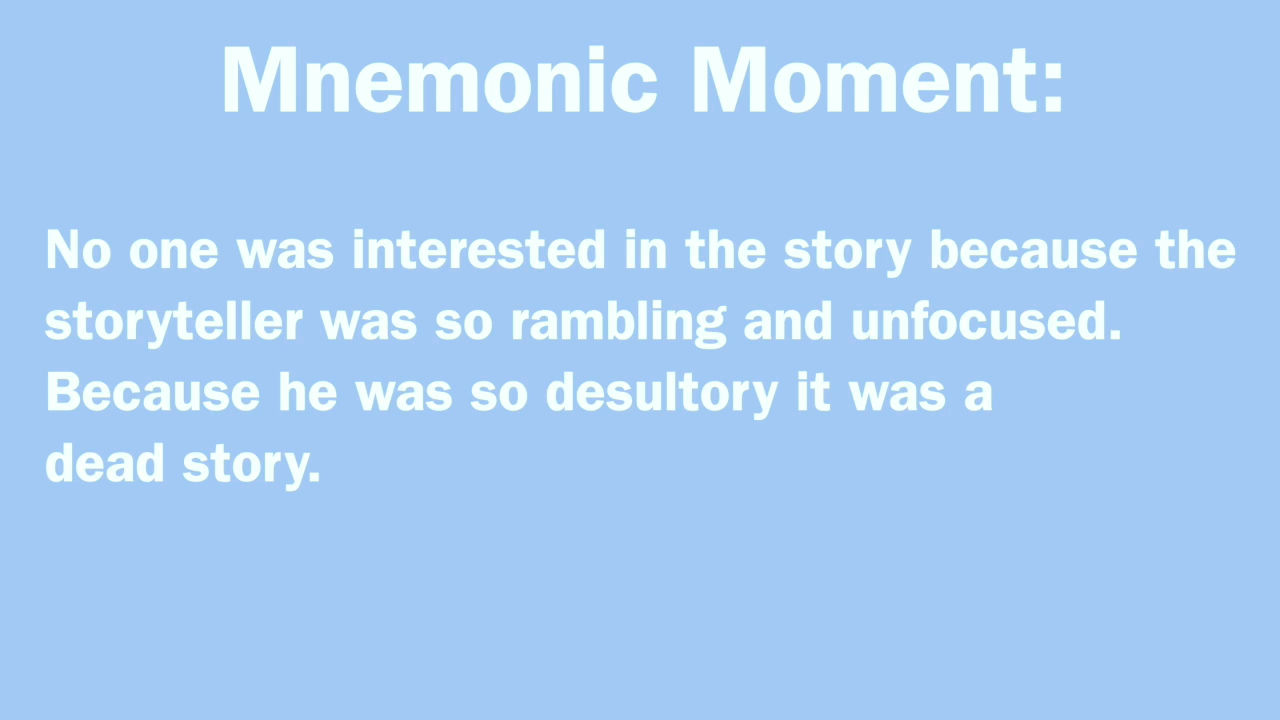 Mnemonic Moment:
No one was interested in the story because the
storyteller was so rambling and unfocused.
Because he was so desultory it was a
dead story.